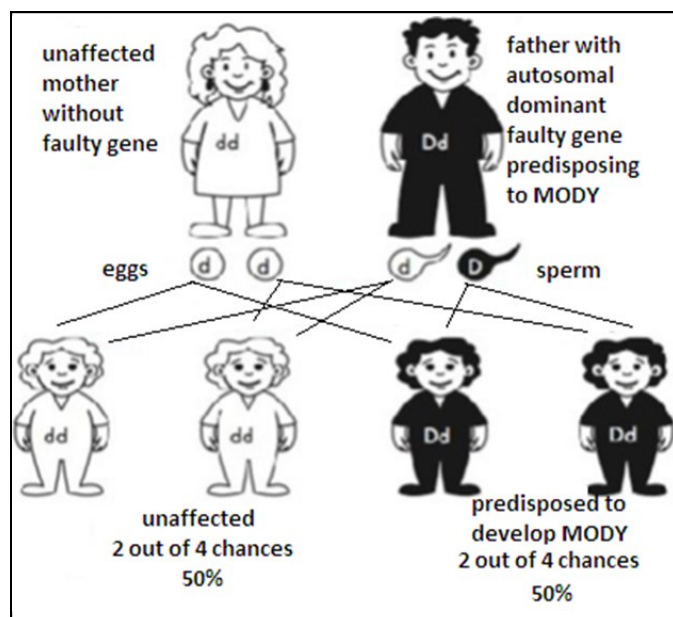 unaffected
mother
without
faulty gene
father with
autosomal
dominant
faulty gene
predisposing
to MODY
dd
Dd
eggs
d
d
d
D
sperm
dd
dd
Dd
Dd
unaffected
2 out of 4 chances
50%
predisposed to
develop MODY
2 out of 4 chances
50%